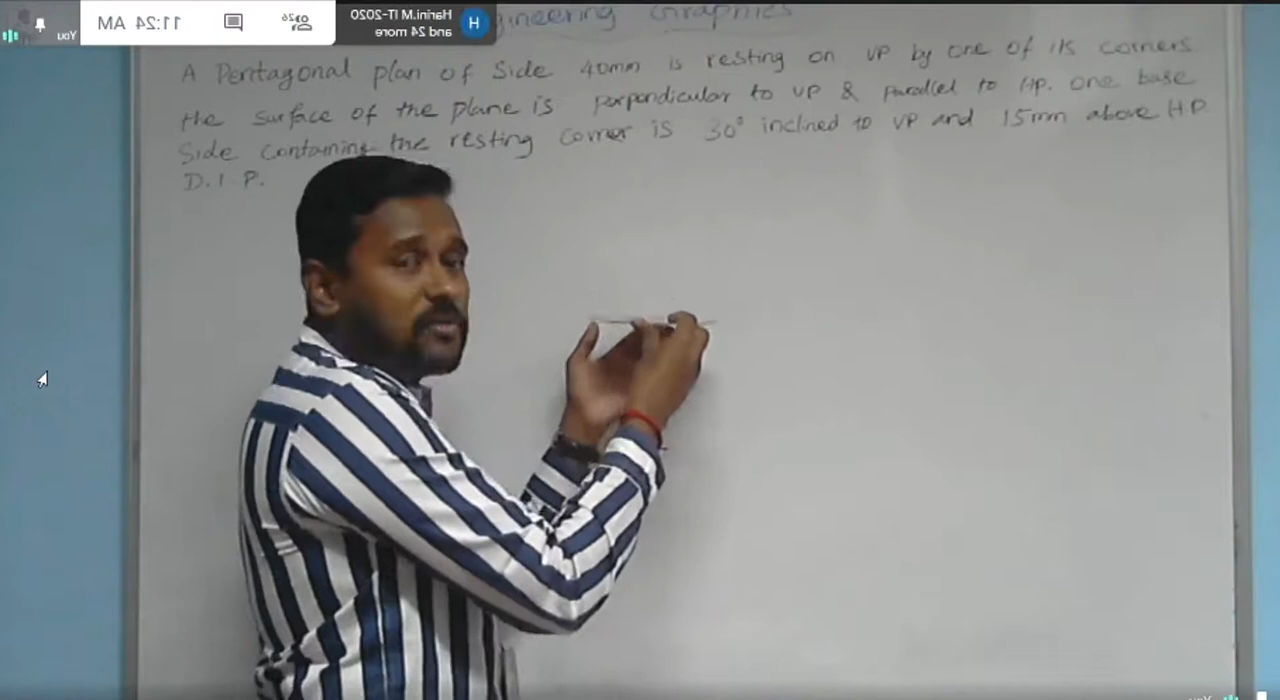 11:24 AM
26
Harini.M IT-2020
and 24 more
H
You
gineering Graphics
A Pentagonal plan of Side 40mm is resting on VP by one of its corners
the surface of the plane is perpendicular to VP & Parallel to HP. one base
Side containing the resting corner is 30° inclined to VP and 15mm above H.P
D.I.P.
You